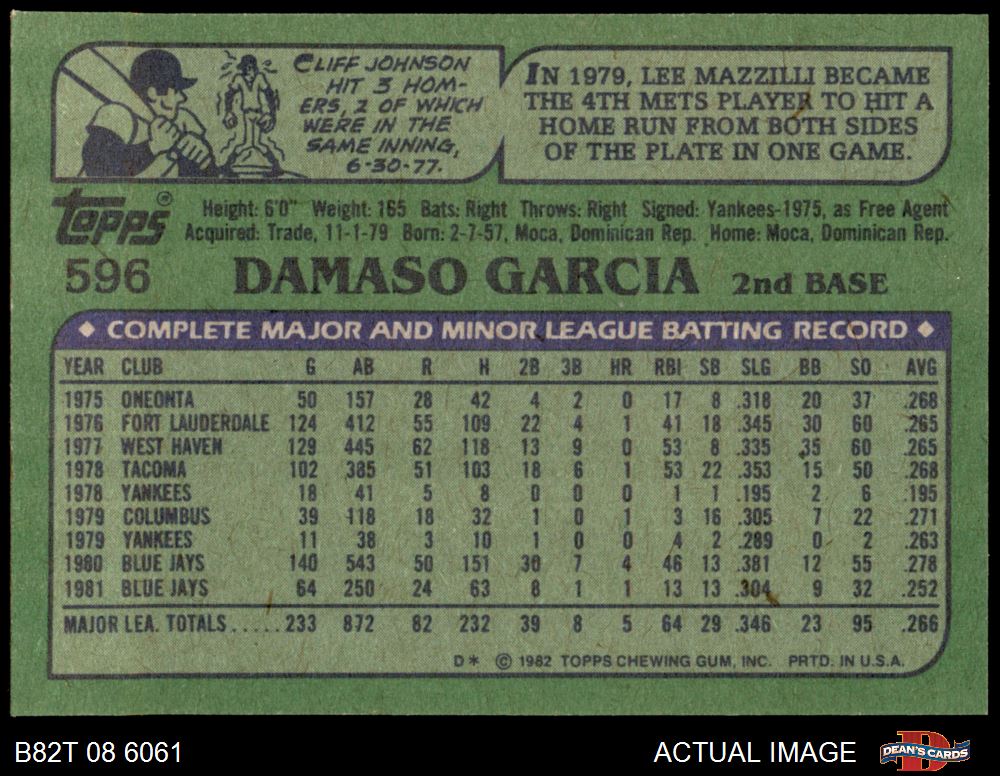 CLIFF JOHNSON
HIT 3 HOM-
ERS, 2 OF WHICH
WERE IN THE
SAME INNING,
6-30-77.
IN 1979, LEE MAZZILLI BECAME
THE 4TH METS PLAYER TO HIT A
HOME RUN FROM BOTH SIDES
OF THE PLATE IN ONE GAME.
Topps®
Height: 6'0" Weight: 165 Bats: Right Throws: Right Signed: Yankees-1975, as Free Agent
Acquired: Trade, 11-1-79 Born: 2-7-57, Moca, Dominican Rep. Home: Moca, Dominican Rep.
596 DAMASO GARCIA 2nd BASE
◆ COMPLETE MAJOR AND MINOR LEAGUE BATTING RECORD ◆
YEAR CLUB G AB R H 2B 3B HR RBI SB SLG BB SO AVG
1975 ONEONTA 50 157 28 42 4 2 0 17 8 .318 20 37 .268
1976 FORT LAUDERDALE 124 412 55 109 22 4 1 41 18 .345 30 60 .265
1977 WEST HAVEN 129 445 62 118 13 9 0 53 8 .335 35 60 .265
1978 TACOMA 102 385 51 103 18 6 1 53 22 .353 15 50 .268
1978 YANKEES 18 41 5 8 0 0 0 1 1 .195 2 6 .195
1979 COLUMBUS 39 118 18 32 1 0 1 3 16 .305 7 22 .271
1979 YANKEES 11 38 3 10 1 0 0 4 2 .289 0 2 .263
1980 BLUE JAYS 140 543 50 151 30 7 4 46 13 .381 12 55 .278
1981 BLUE JAYS 64 250 24 63 8 1 1 13 13 .304 9 32 .252
MAJOR LEA. TOTALS.....233 872 82 232 39 8 5 64 29 .346 23 95 .266
D* © 1982 TOPPS CHEWING GUM, INC. PRTD. IN U.S.A.
B82T 08 6061 ACTUAL IMAGE DEAN'S CARDS